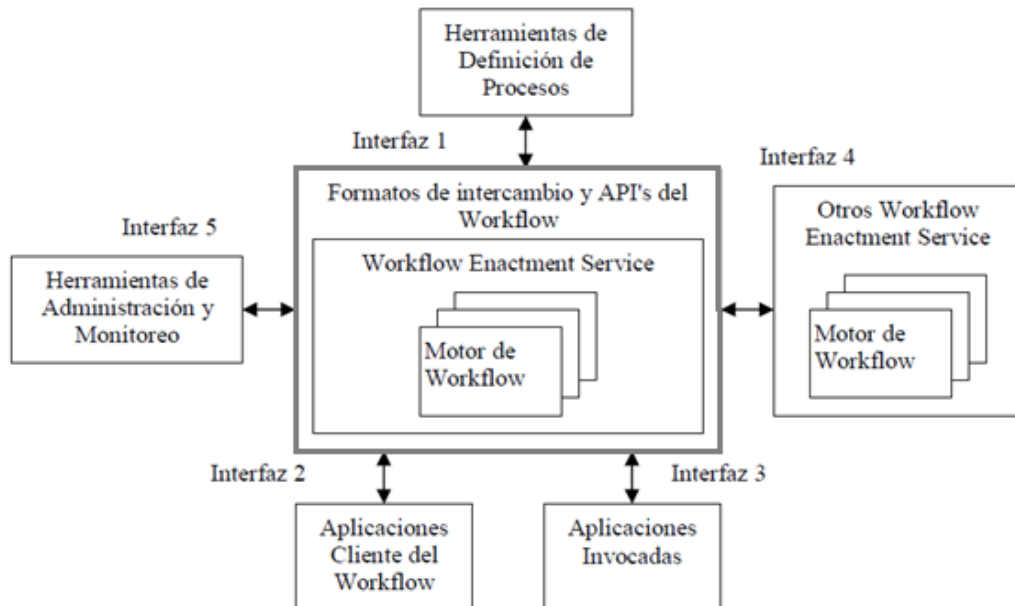 Herramientas de
Definición de
Procesos
Interfaz 1
Interfaz 4
Formatos de intercambio y API's del
Workflow
Otros Workflow
Enactment Service
Interfaz 5
Workflow Enactment Service
Herramientas de
Administración y
Monitoreo
Motor de
Workflow
Motor de
Workflow
Interfaz 2
Interfaz 3
Aplicaciones
Cliente del
Workflow
Aplicaciones
Invocadas